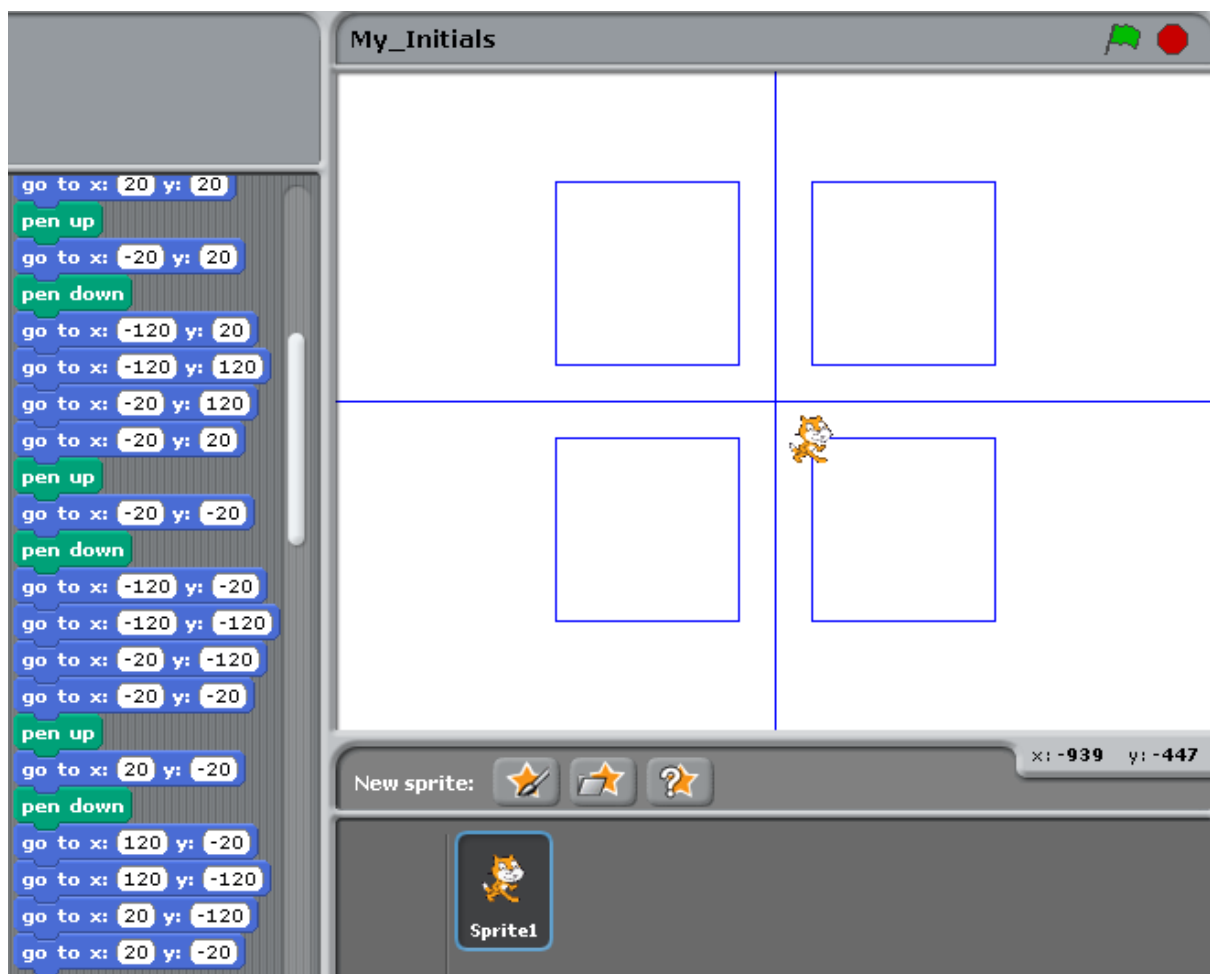 My_Initials
go to x: 20 y: 20
pen up
go to x: -20 y: 20
pen down
go to x: -120 y: 20
go to x: -120 y: 120
go to x: -20 y: 120
go to x: -20 y: 20
pen up
go to x: -20 y: -20
pen down
go to x: -120 y: -20
go to x: -120 y: -120
go to x: -20 y: -120
go to x: -20 y: -20
pen up
go to x: 20 y: -20
pen down
go to x: 120 y: -20
go to x: 120 y: -120
go to x: 20 y: -120
go to x: 20 y: -20
x: -939 y: -447
New sprite:
Sprite1